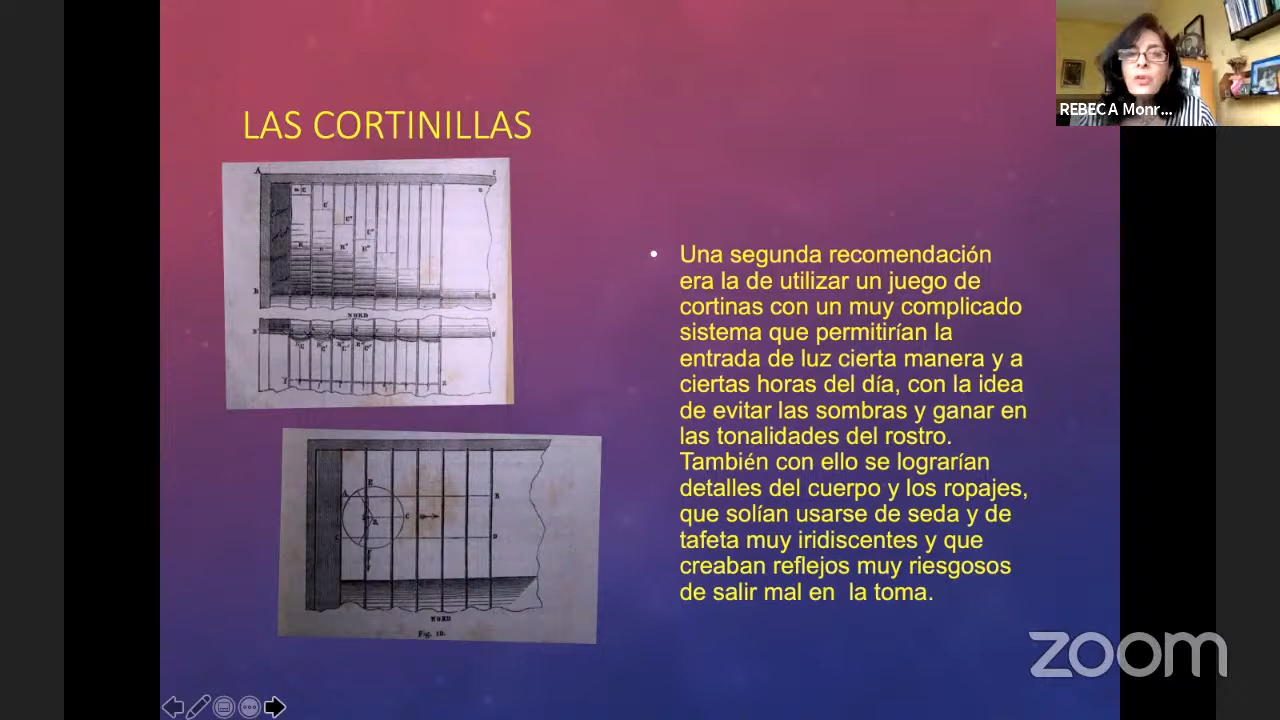 LAS CORTINILLAS
REBECA Monr...
A
C
NORD
NORD
Fig. 10.
• Una segunda recomendación
era la de utilizar un juego de
cortinas con un muy complicado
sistema que permitirían la
entrada de luz cierta manera y a
ciertas horas del día, con la idea
de evitar las sombras y ganar en
las tonalidades del rostro.
También con ello se lograrían
detalles del cuerpo y los ropajes,
que solían usarse de seda y de
tafeta muy iridiscentes y que
creaban reflejos muy riesgosos
de salir mal en  la toma.
zoom